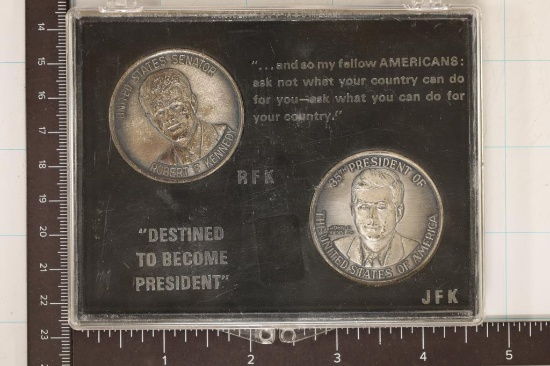 "...and so my fellow AMERICANS:
ask not what your country can do
for you—ask what you can do for
your country."
UNITED STATES SENATOR
ROBERT F. KENNEDY
RFK
35TH PRESIDENT OF
THE UNITED STATES OF AMERICA
"DESTINED
TO BECOME
PRESIDENT"
JFK
14
15
16
17
18
19
20
21
22
23
1
2
3
4
5